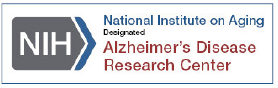 NIH
National Institute on Aging
Designated
Alzheimer's Disease
Research Center